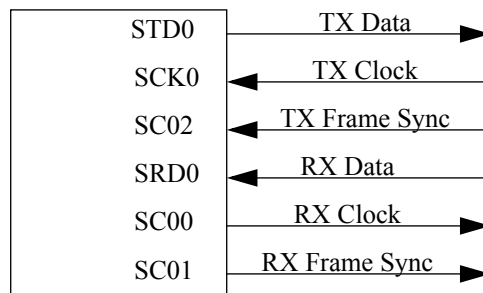 STD0 TX Data
SCK0 TX Clock
SC02 TX Frame Sync
SRD0 RX Data
SC00 RX Clock
SC01 RX Frame Sync